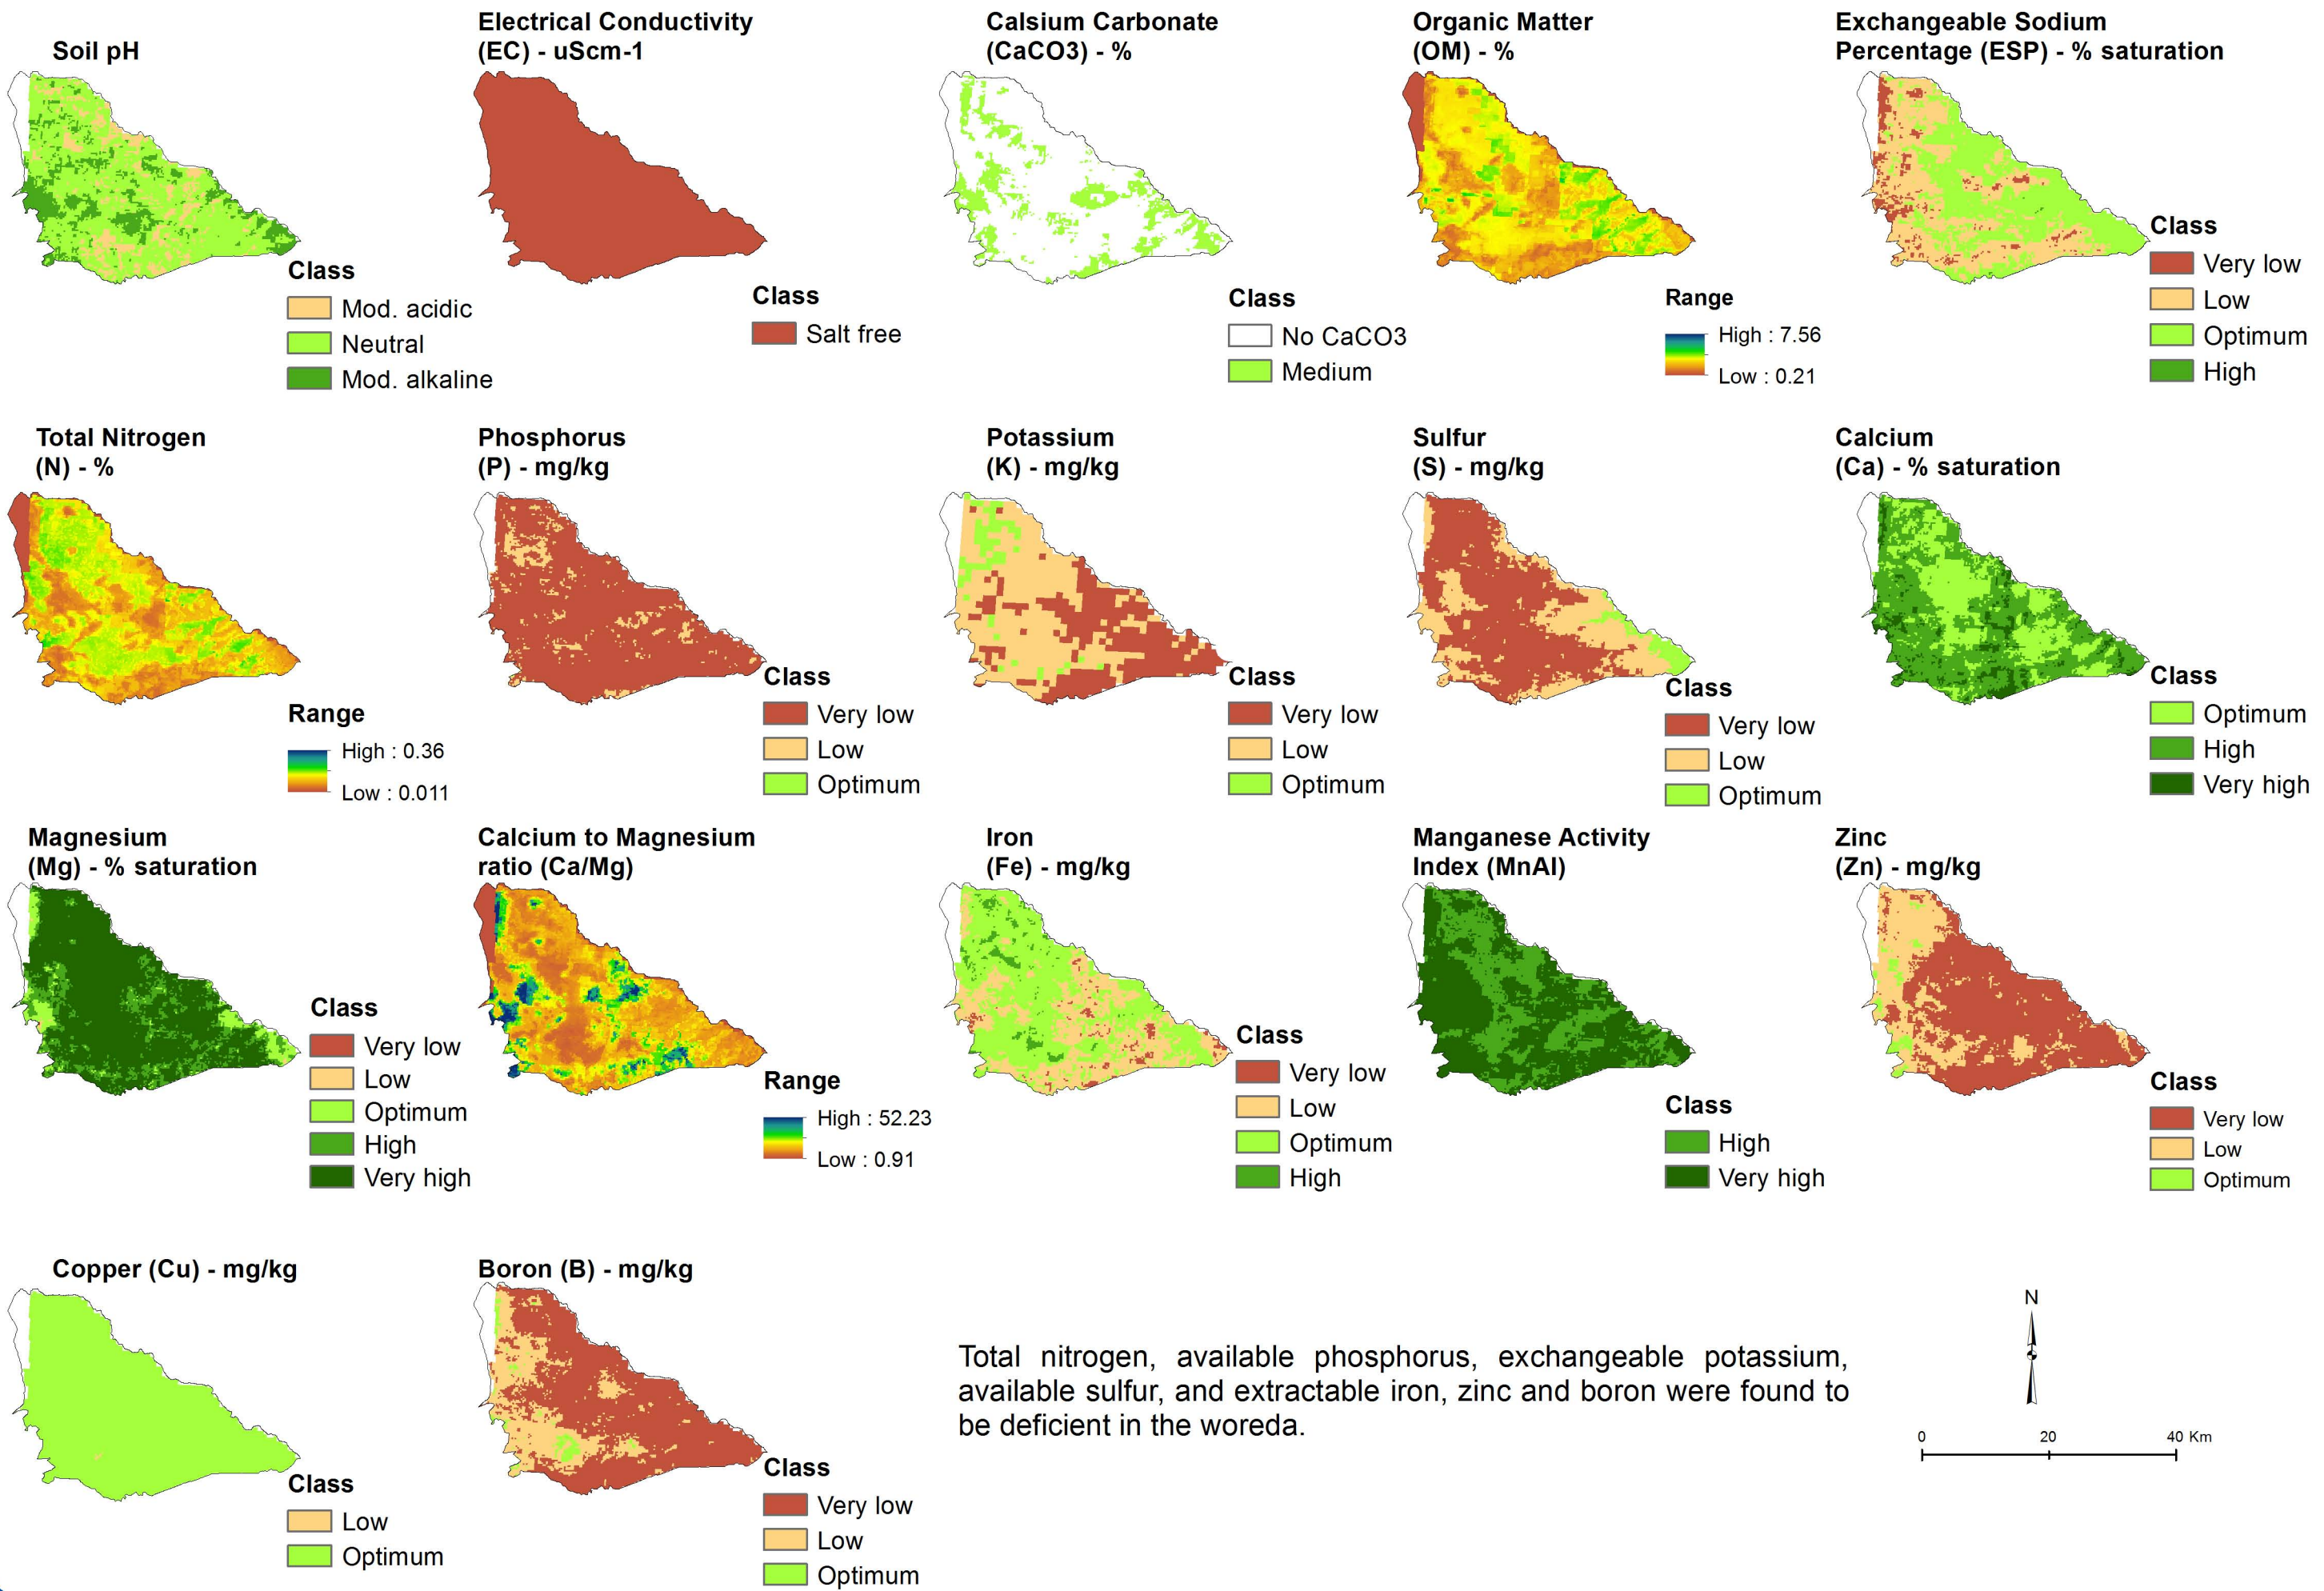 Soil pH
Class
Mod. acidic
Neutral
Mod. alkaline
Electrical Conductivity
(EC) - uScm-1
Class
Salt free
Calsium Carbonate
(CaCO3) - %
Class
No CaCO3
Medium
Organic Matter
(OM) - %
Range
High : 7.56
Low : 0.21
Exchangeable Sodium
Percentage (ESP) - % saturation
Class
Very low
Low
Optimum
High
Total Nitrogen
(N) - %
Range
High : 0.36
Low : 0.011
Phosphorus
(P) - mg/kg
Class
Very low
Low
Optimum
Potassium
(K) - mg/kg
Class
Very low
Low
Optimum
Sulfur
(S) - mg/kg
Class
Very low
Low
Optimum
Calcium
(Ca) - % saturation
Class
Optimum
High
Very high
Magnesium
(Mg) - % saturation
Class
Very low
Low
Optimum
High
Very high
Calcium to Magnesium
ratio (Ca/Mg)
Range
High : 52.23
Low : 0.91
Iron
(Fe) - mg/kg
Class
Very low
Low
Optimum
High
Manganese Activity
Index (MnAI)
Class
High
Very high
Zinc
(Zn) - mg/kg
Class
Very low
Low
Optimum
Copper (Cu) - mg/kg
Class
Low
Optimum
Boron (B) - mg/kg
Class
Very low
Low
Optimum
Total nitrogen, available phosphorus, exchangeable potassium,
available sulfur, and extractable iron, zinc and boron were found to
be deficient in the woreda.
N
0 20 40 Km